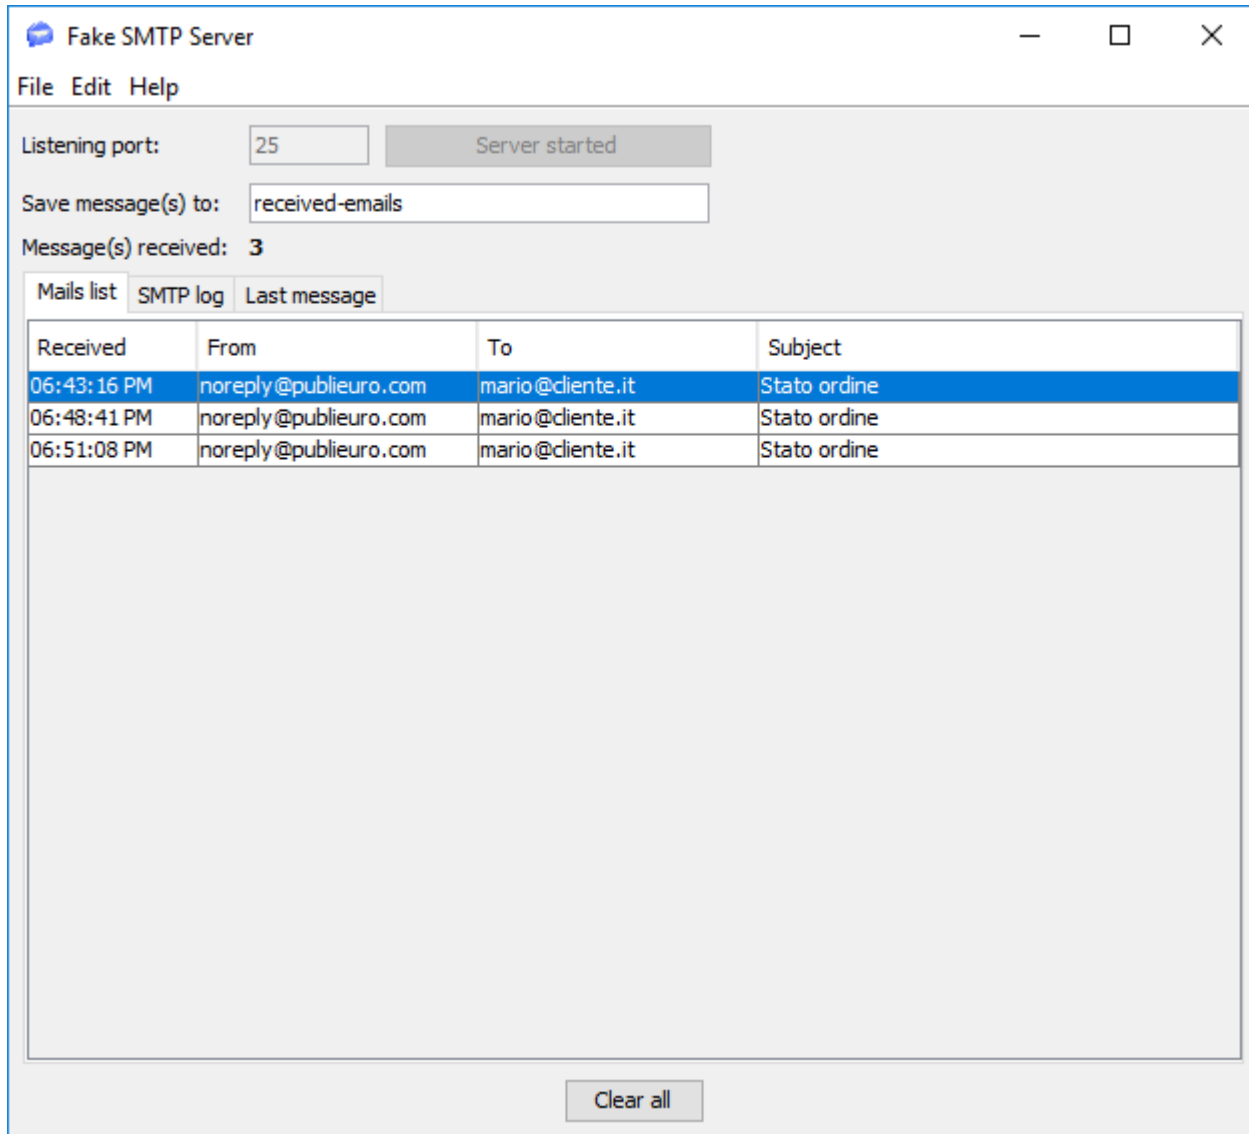 Fake SMTP Server
File Edit Help
Listening port: 25 Server started
Save message(s) to: received-emails
Message(s) received: 3
Mails list SMTP log Last message
Received From To Subject
06:43:16 PM noreply@publieuro.com mario@cliente.it Stato ordine
06:48:41 PM noreply@publieuro.com mario@cliente.it Stato ordine
06:51:08 PM noreply@publieuro.com mario@cliente.it Stato ordine
Clear all